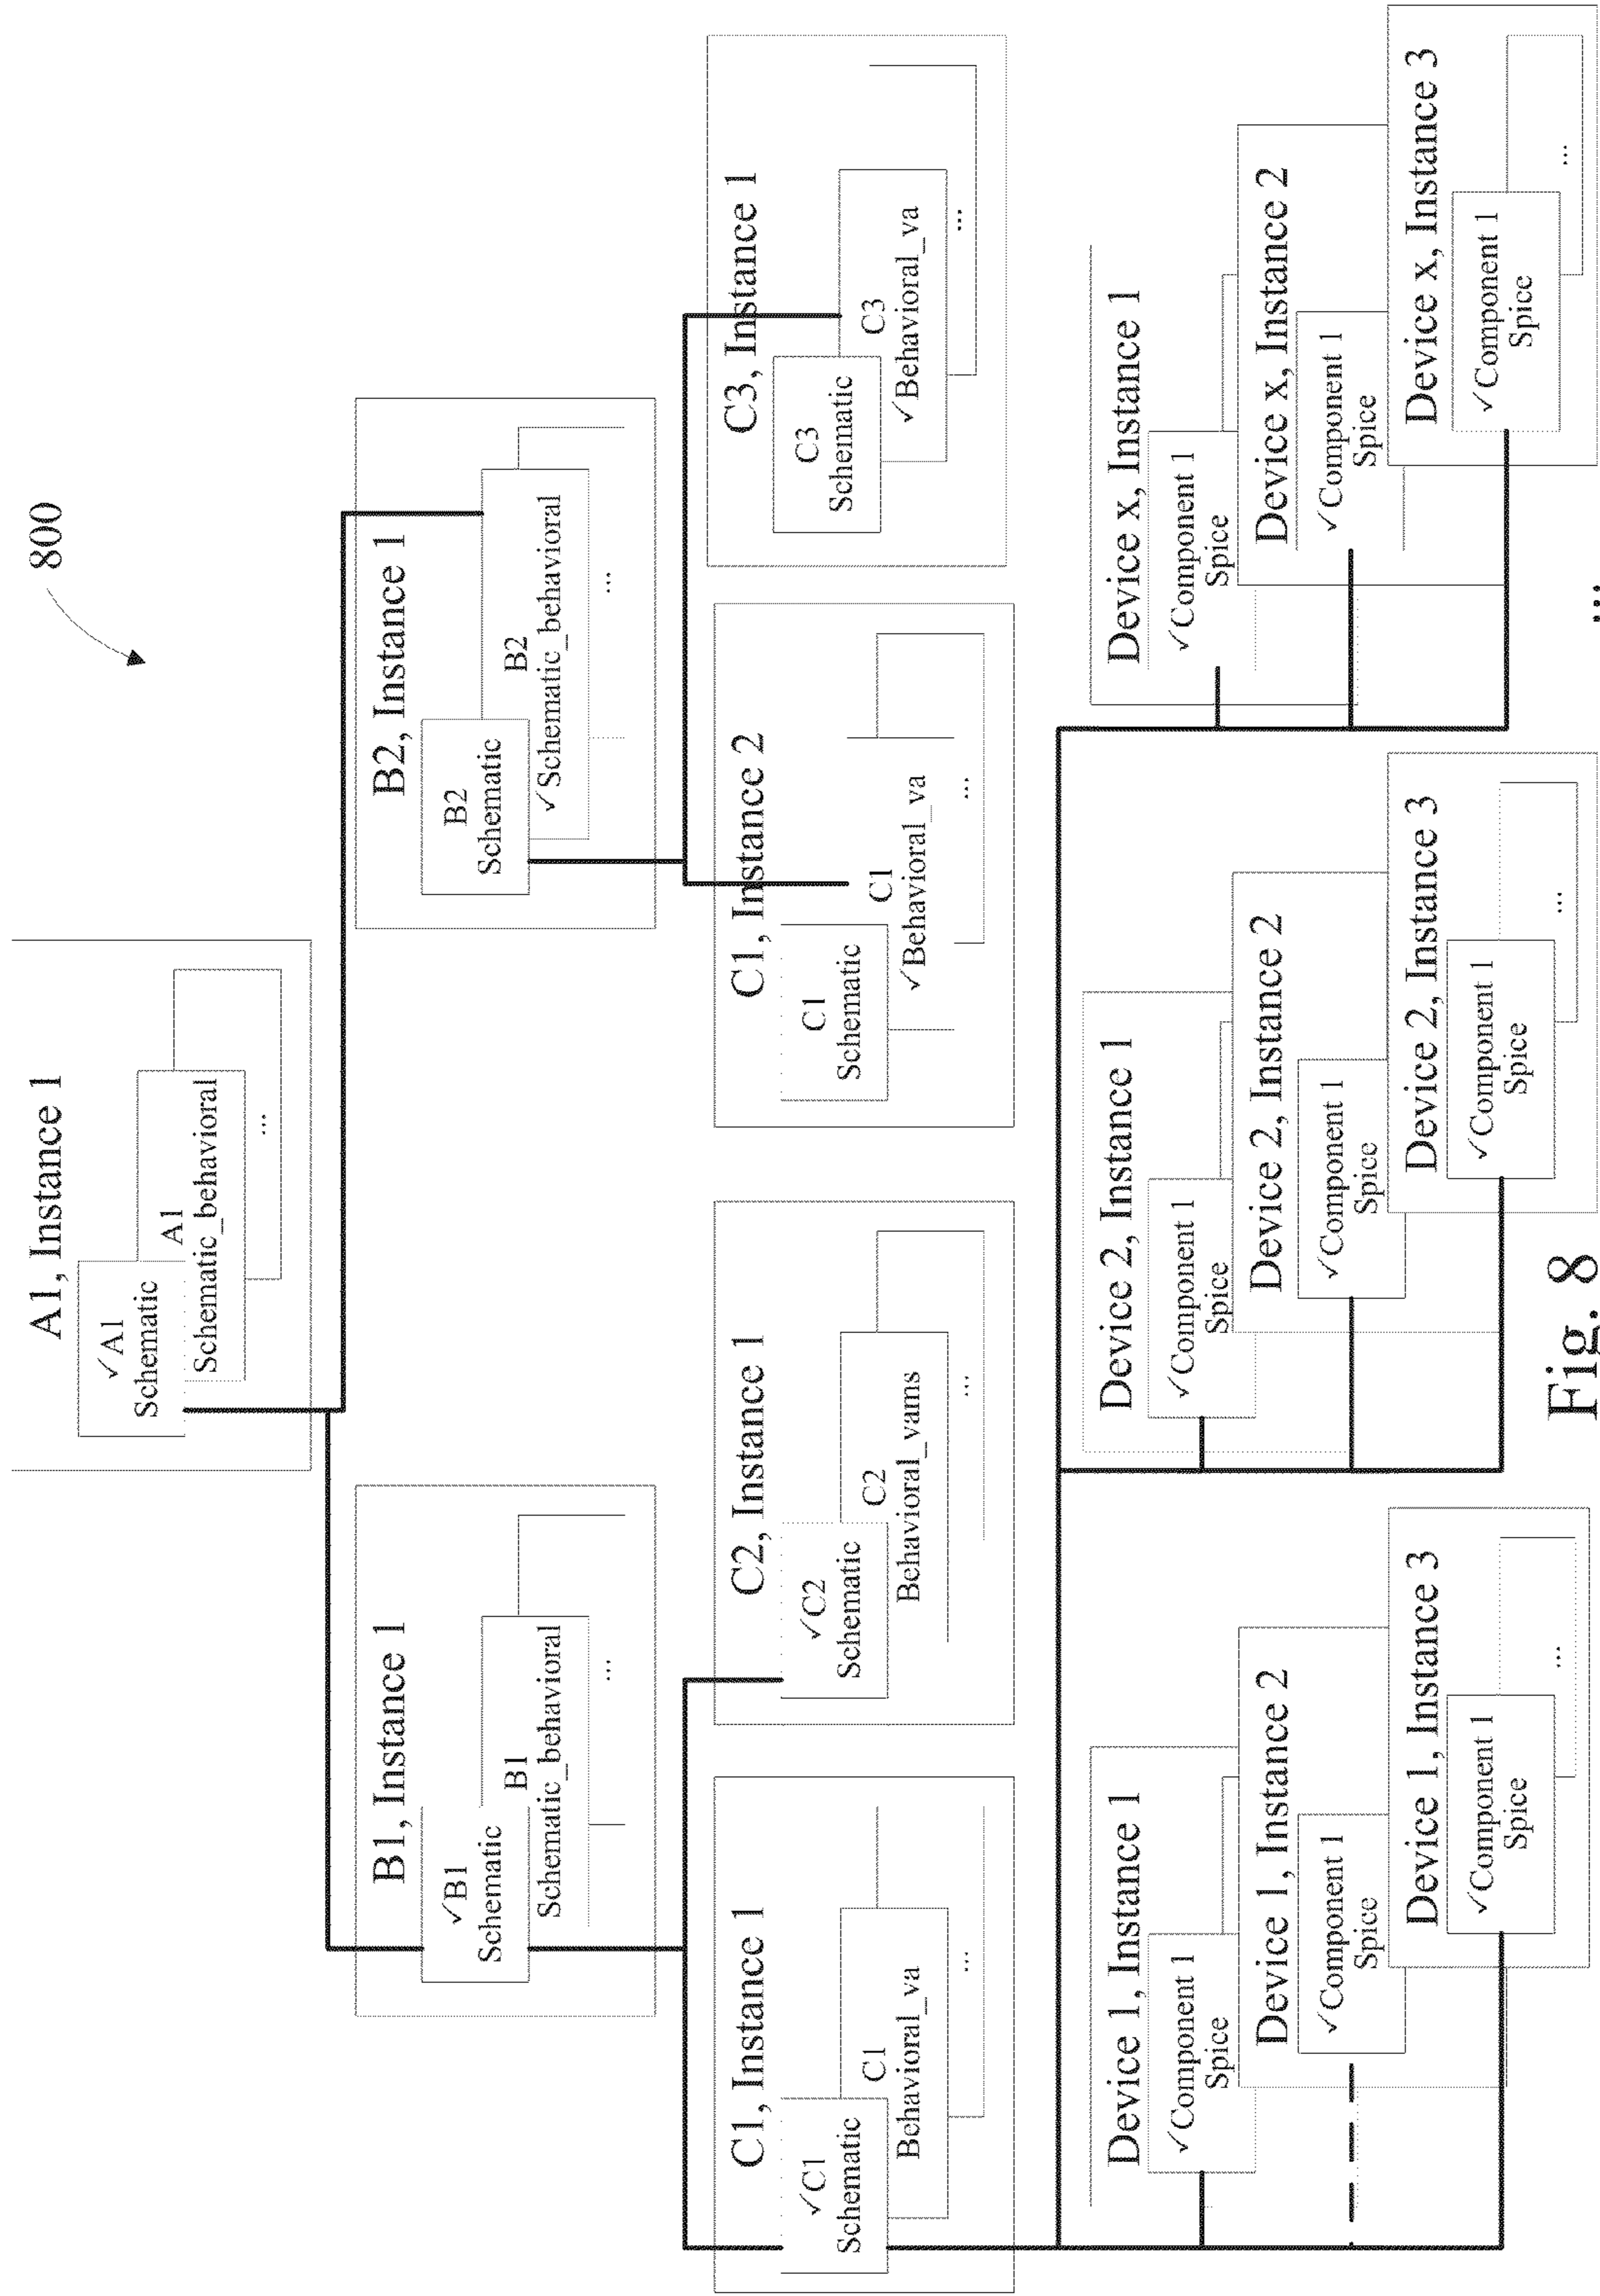 800
A1, Instance 1
✓A1
Schematic
A1
Schematic_behavioral
...
B1, Instance 1
✓B1
Schematic
B1
Schematic_behavioral
...
B2, Instance 1
B2
Schematic
B2
✓Schematic_behavioral
...
C1, Instance 1
✓C1
Schematic
C1
Behavioral_va
...
C2, Instance 1
✓C2
Schematic
C2
Behavioral_vams
...
C1, Instance 2
C1
Schematic
C1
✓Behavioral_va
...
C3, Instance 1
C3
Schematic
C3
✓Behavioral_va
...
Device 1, Instance 1
✓Component 1
Spice
Device 1, Instance 2
✓Component 1
Spice
Device 1, Instance 3
✓Component 1
Spice
...
Device 2, Instance 1
✓Component 1
Spice
Device 2, Instance 2
✓Component 1
Spice
Device 2, Instance 3
✓Component 1
Spice
...
Device x, Instance 1
✓Component 1
Spice
Device x, Instance 2
✓Component 1
Spice
Device x, Instance 3
✓Component 1
Spice
...
...
Fig. 8